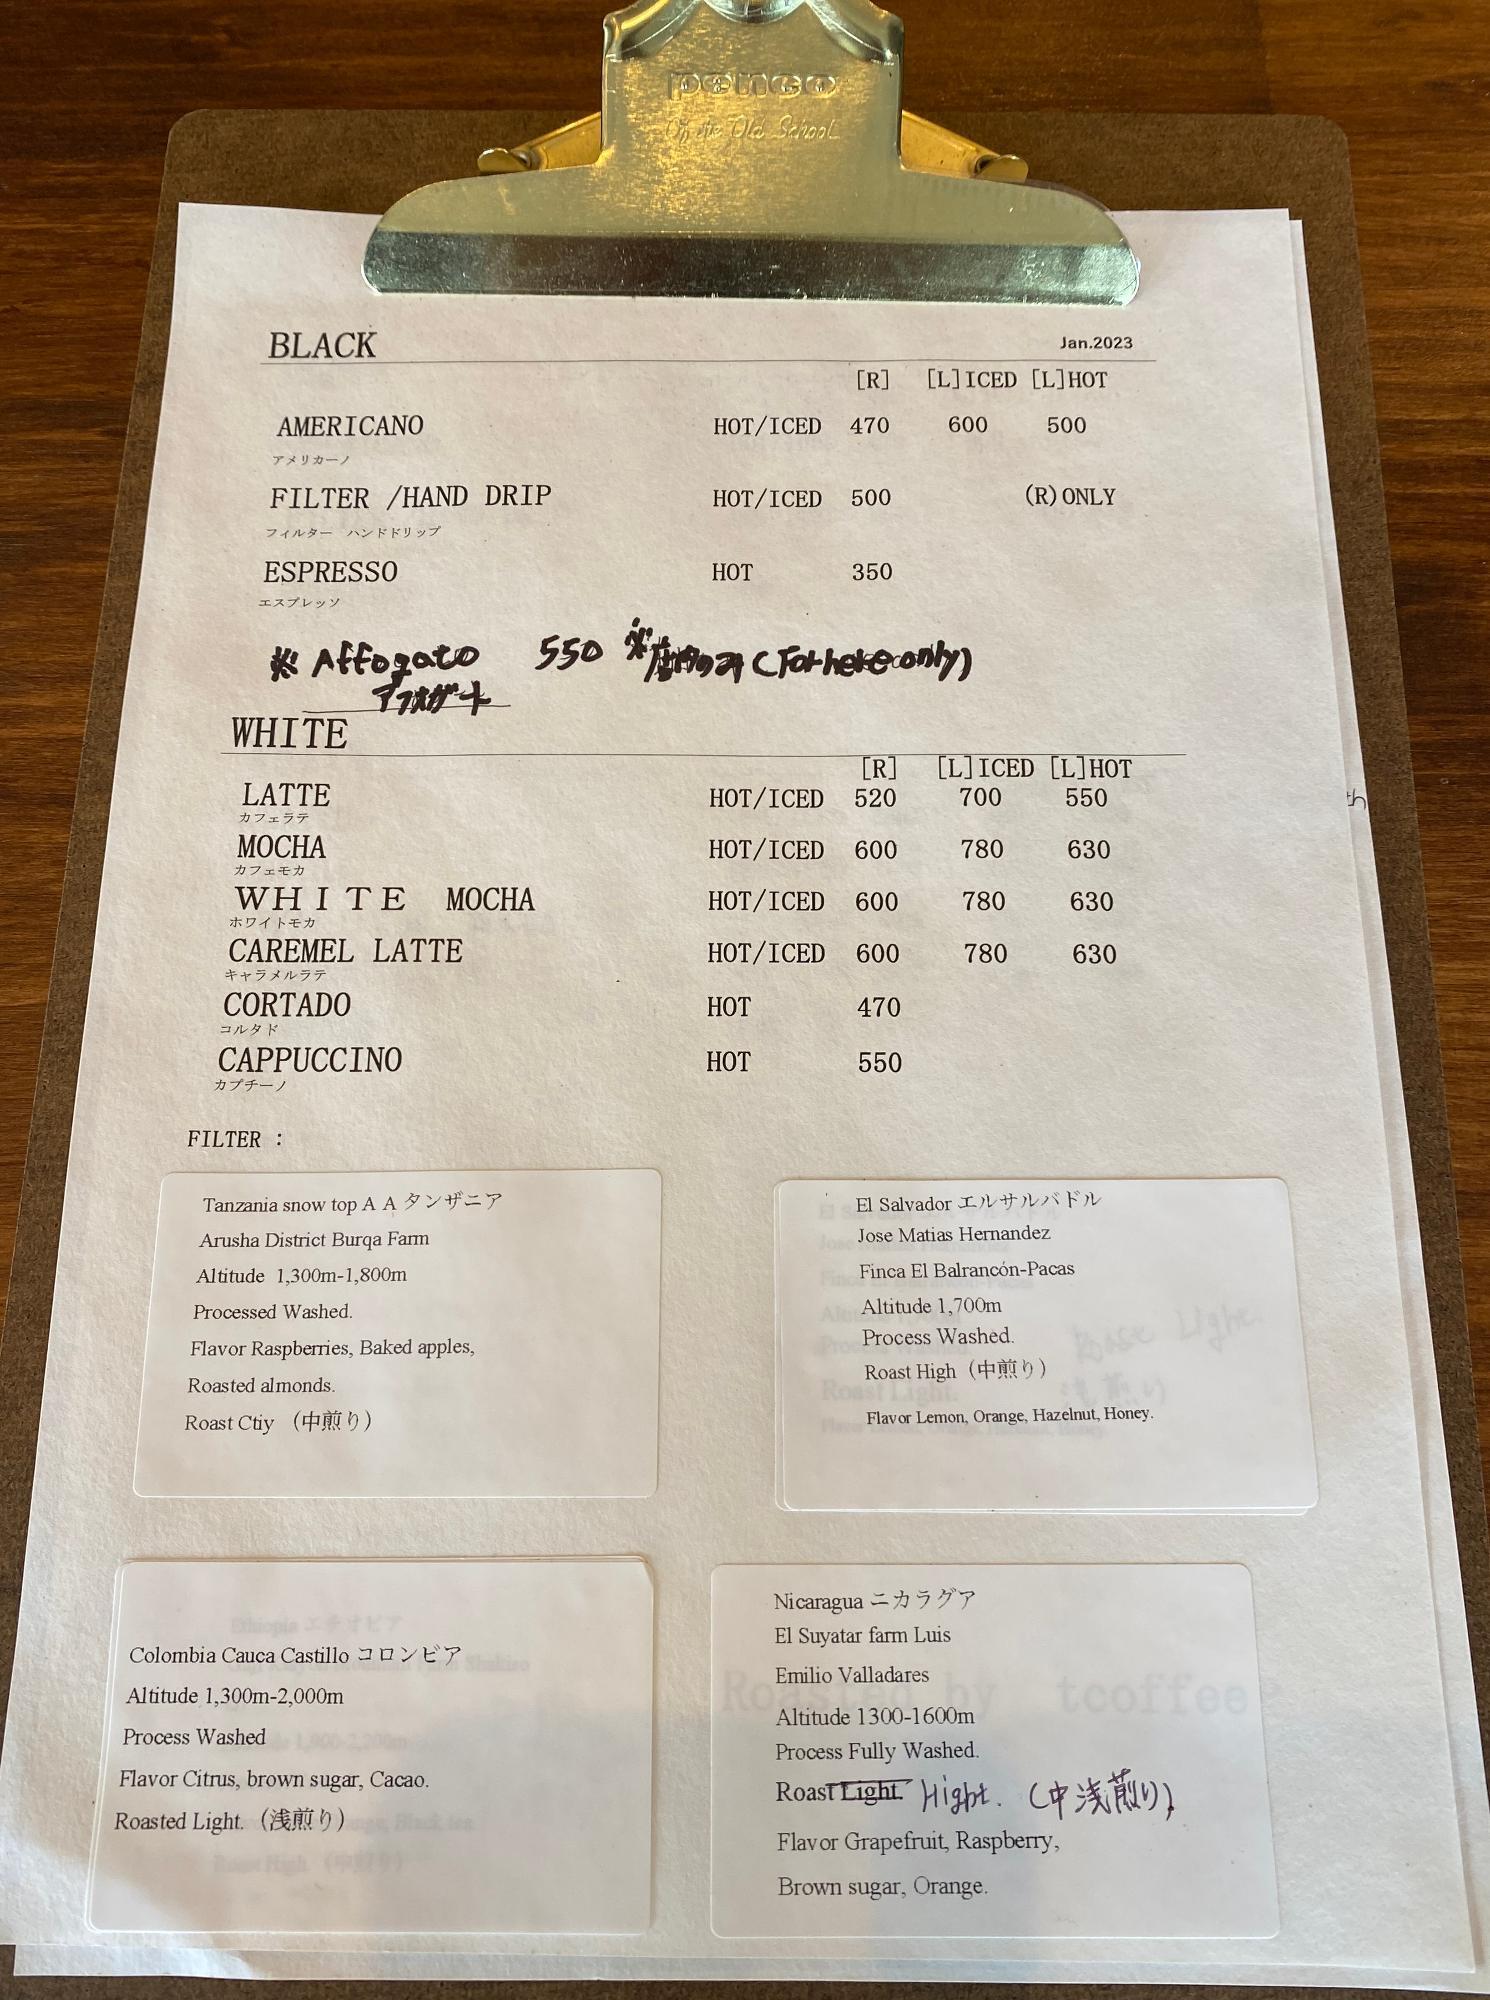 penco
Of the Old School
BLACK Jan.2023
[R] [L]ICED [L]HOT
AMERICANO HOT/ICED 470 600 500
アメリカーノ
FILTER /HAND DRIP HOT/ICED 500 (R)ONLY
フィルター ハンドドリップ
ESPRESSO HOT 350
エスプレッソ
※ Affogato 550 ※店内のみ (For here only)
アフォガート
WHITE
[R] [L]ICED [L]HOT
LATTE HOT/ICED 520 700 550
カフェラテ
MOCHA HOT/ICED 600 780 630
カフェモカ
ＷＨＩＴＥ MOCHA HOT/ICED 600 780 630
ホワイトモカ
CAREMEL LATTE HOT/ICED 600 780 630
キャラメルラテ
CORTADO HOT 470
コルタド
CAPPUCCINO HOT 550
カプチーノ
FILTER :
Tanzania snow top A A タンザニア
Arusha District Burqa Farm
Altitude 1,300m-1,800m
Processed Washed.
Flavor Raspberries, Baked apples,
Roasted almonds.
Roast Ctiy （中煎り）
El Salvador エルサルバドル
Jose Matias Hernandez
Finca El Balrancón-Pacas
Altitude 1,700m
Process Washed.
Roast High（中煎り）
Flavor Lemon, Orange, Hazelnut, Honey.
Colombia Cauca Castillo コロンビア
Altitude 1,300m-2,000m
Process Washed
Flavor Citrus, brown sugar, Cacao.
Roasted Light.（浅煎り）
Nicaragua ニカラグア
El Suyatar farm Luis
Emilio Valladares
Altitude 1300-1600m
Process Fully Washed.
Roast Light. Hight. (中浅煎り)
Flavor Grapefruit, Raspberry,
Brown sugar, Orange.
Roasted by tcoffee